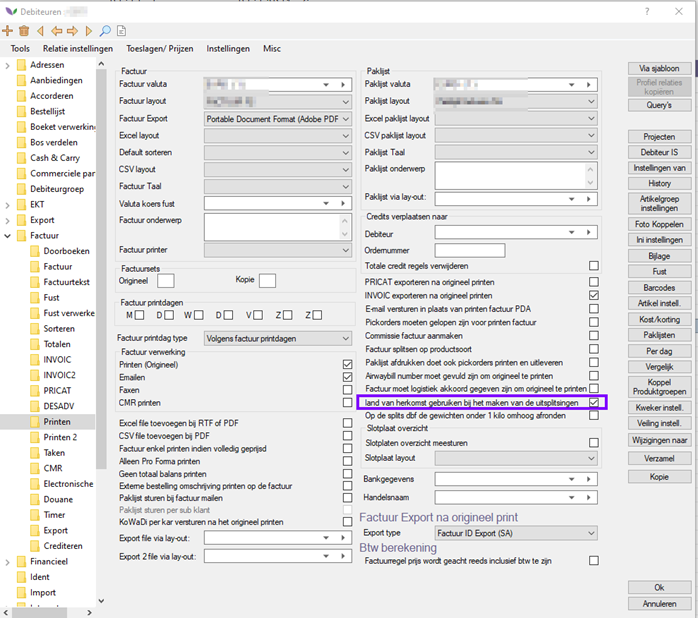 Debiteuren
?
Tools Relatie instellingen Toeslagen/ Prijzen Instellingen Misc
Adressen
Aanbiedingen
Accorderen
Bestellijst
Boeket verwerking
Bos verdelen
Cash & Carry
Commerciele par
Debiteurgroep
EKT
Export
Factuur
Doorboeken
Factuur
Factuurtekst
Fust
Fust verwerke
Sorteren
Totalen
INVOIC
INVOIC2
PRICAT
DESADV
Printen
Printen 2
Taken
CMR
Electronische
Douane
Timer
Export
Crediteren
Financieel
Ident
Import
Factuur
Factuur valuta
Factuur layout
Factuur Export Portable Document Format (Adobe PDF
Excel layout
Default sorteren
CSV layout
Factuur Taal
Valuta koers fust
Factuur onderwerp
Factuur printer
Factuursets
Origineel Kopie
Factuur printdagen
M D W D V Z Z
Factuur printdag type Volgens factuur printdagen
Factuur verwerking
Printen (Origineel)
Emailen
Faxen
CMR printen
Excel file toevoegen bij RTF of PDF
CSV file toevoegen bij PDF
Factuur enkel printen indien volledig geprijsd
Alleen Pro Forma printen
Geen totaal balans printen
Externe bestelling omschrijving printen op de factuur
Paklijst sturen bij factuur mailen
Paklijst sturen per sub klant
KoWaDi per kar versturen na het origineel printen
Export file via lay-out:
Export 2 file via lay-out:
Paklijst
Paklijst valuta
Paklijst layout
Excel paklijst layout
CSV paklijst layout
Paklijst Taal
Paklijst onderwerp
Paklijst via lay-out:
Credits verplaatsen naar
Debiteur
Ordernummer
Totale credit regels verwijderen
PRICAT exporteren na origineel printen
INVOIC exporteren na origineel printen
E-mail versturen in plaats van printen factuur PDA
Pickorders moeten gelopen zijn voor printen factuur
Commissie factuur aanmaken
Factuur splitsen op productsoort
Paklijst afdrukken doet ook pickorders printen en uitleveren
Airwaybill number moet gevuld zijn om origineel te printen
Factuur moet logistiek akkoord gegeven zijn om origineel te printen
land van herkomst gebruiken bij het maken van de uitsplitsingen
Op de splits dbf de gewichten onder 1 kilo omhoog afronden
Slotplaat overzicht
Slotplaten overzicht meesturen
Slotplaat layout
Bankgegevens
Handelsnaam
Factuur Export na origineel print
Export type Factuur ID Export (SA)
Btw berekening
Factuurregel prijs wordt geacht reeds inclusief btw te zijn
Via sjabloon
Profiel relaties
kopiëren
Query's
Projecten
Debiteur IS
Instellingen van
History
Artikelgroep
instellingen
Foto Koppelen
Ini instellingen
Bijlage
Fust
Barcodes
Artikel instell.
Kost/korting
Paklijsten
Per dag
Vergelijk
Koppel
Produktgroepen
Kweker instell.
Veiling instell.
Wijzigingen naar
Verzamel
Kopie
Ok
Annuleren